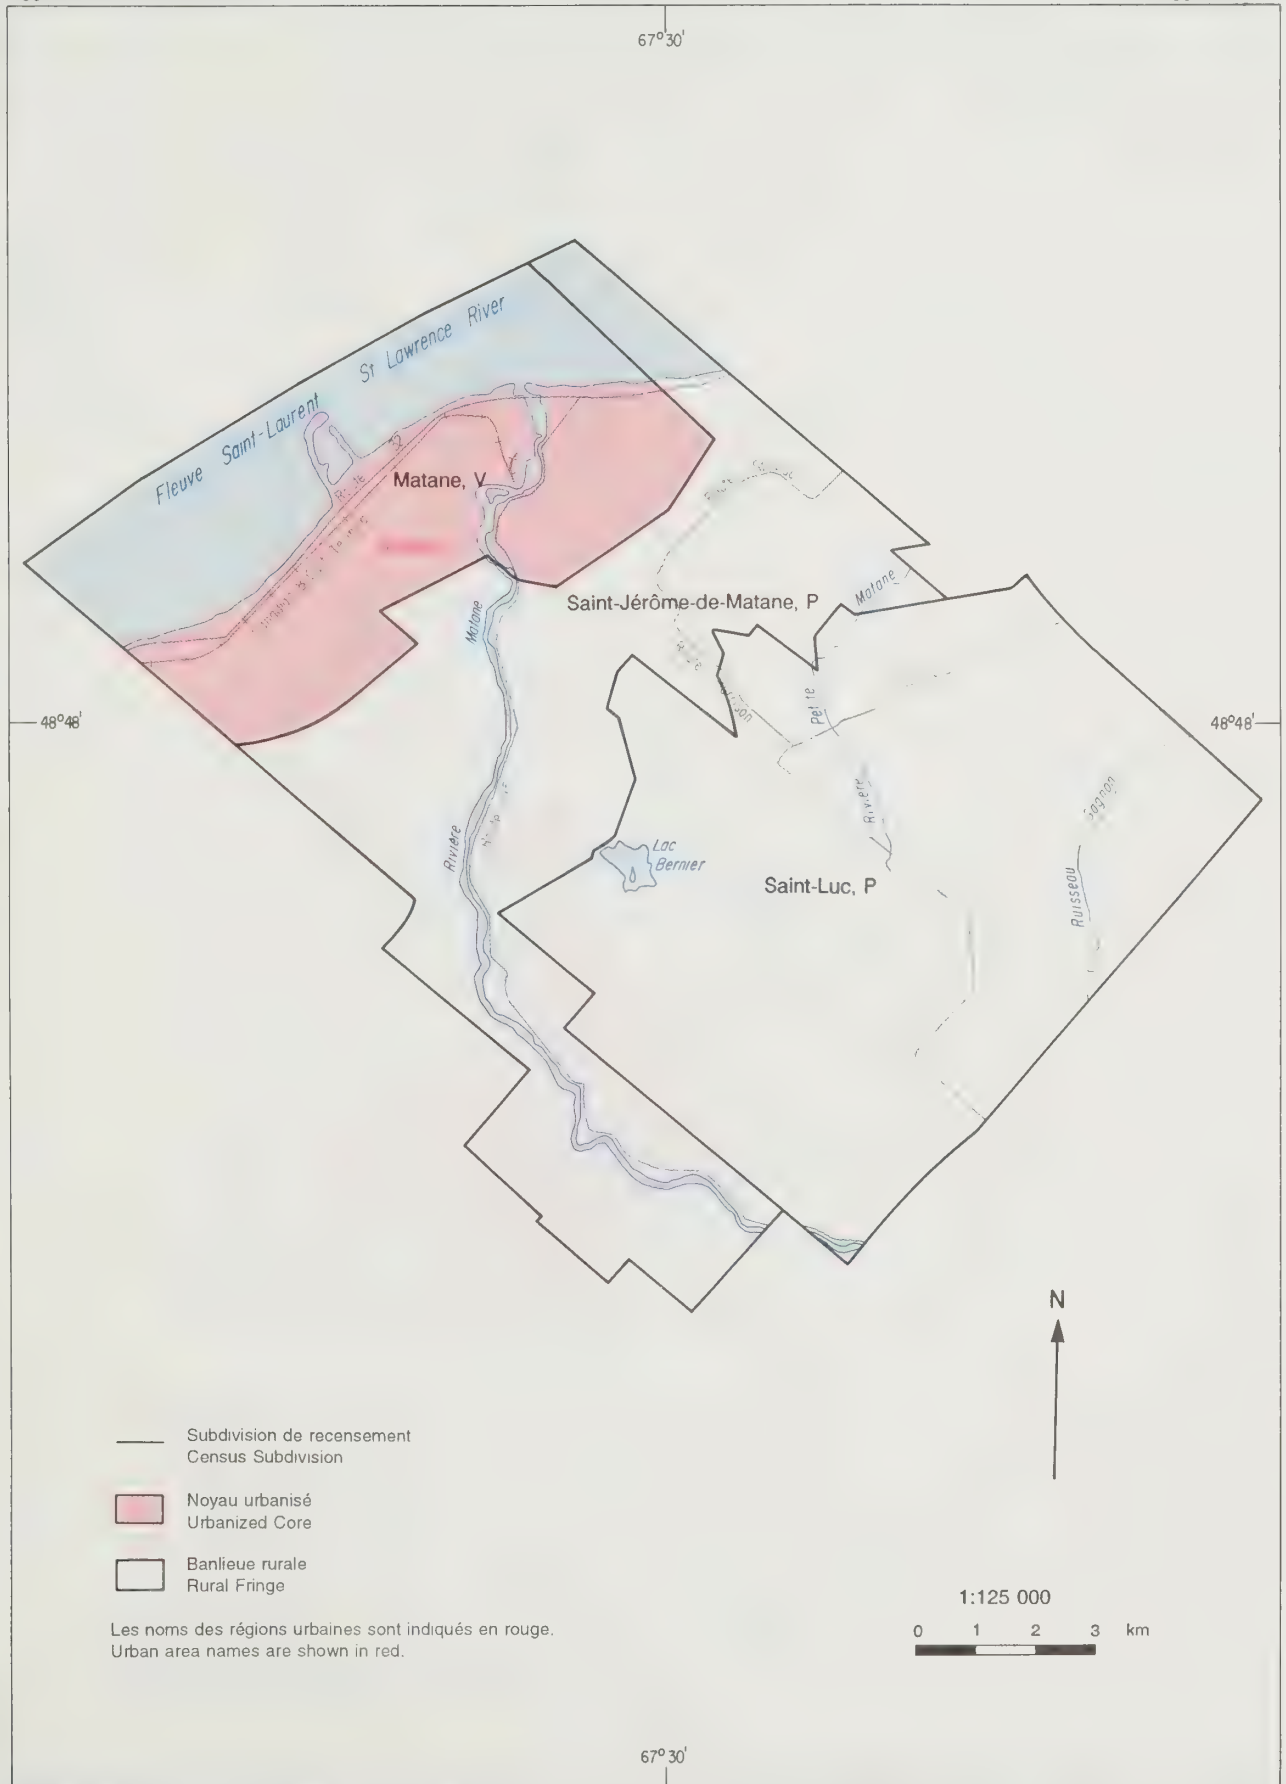 67°30'
Fleuve Saint-Laurent St Lawrence River
32
Matane, V
Saint-Jérôme-de-Matane, P
Matane
Matane
48°48'
48°48'
Rivière
Rivière
Gagnon
Lac
Bernier
Saint-Luc, P
Ruisseau
N
Subdivision de recensement
Census Subdivision
Noyau urbanisé
Urbanized Core
Banlieue rurale
Rural Fringe
Les noms des régions urbaines sont indiqués en rouge.
Urban area names are shown in red.
1:125 000
0 1 2 3 km
67°30'